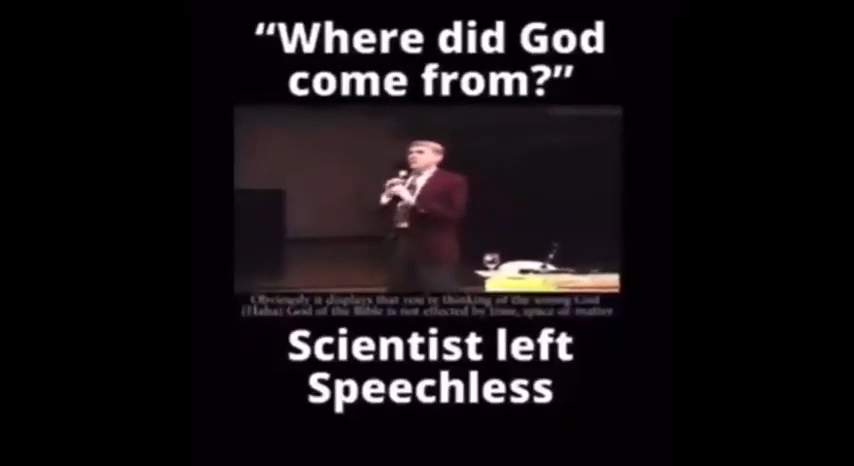 “Where did God
come from?”
Obviously it displays that you're thinking of the wrong God
(Haha) God of the Bible is not effected by time, space or matter
Scientist left
Speechless